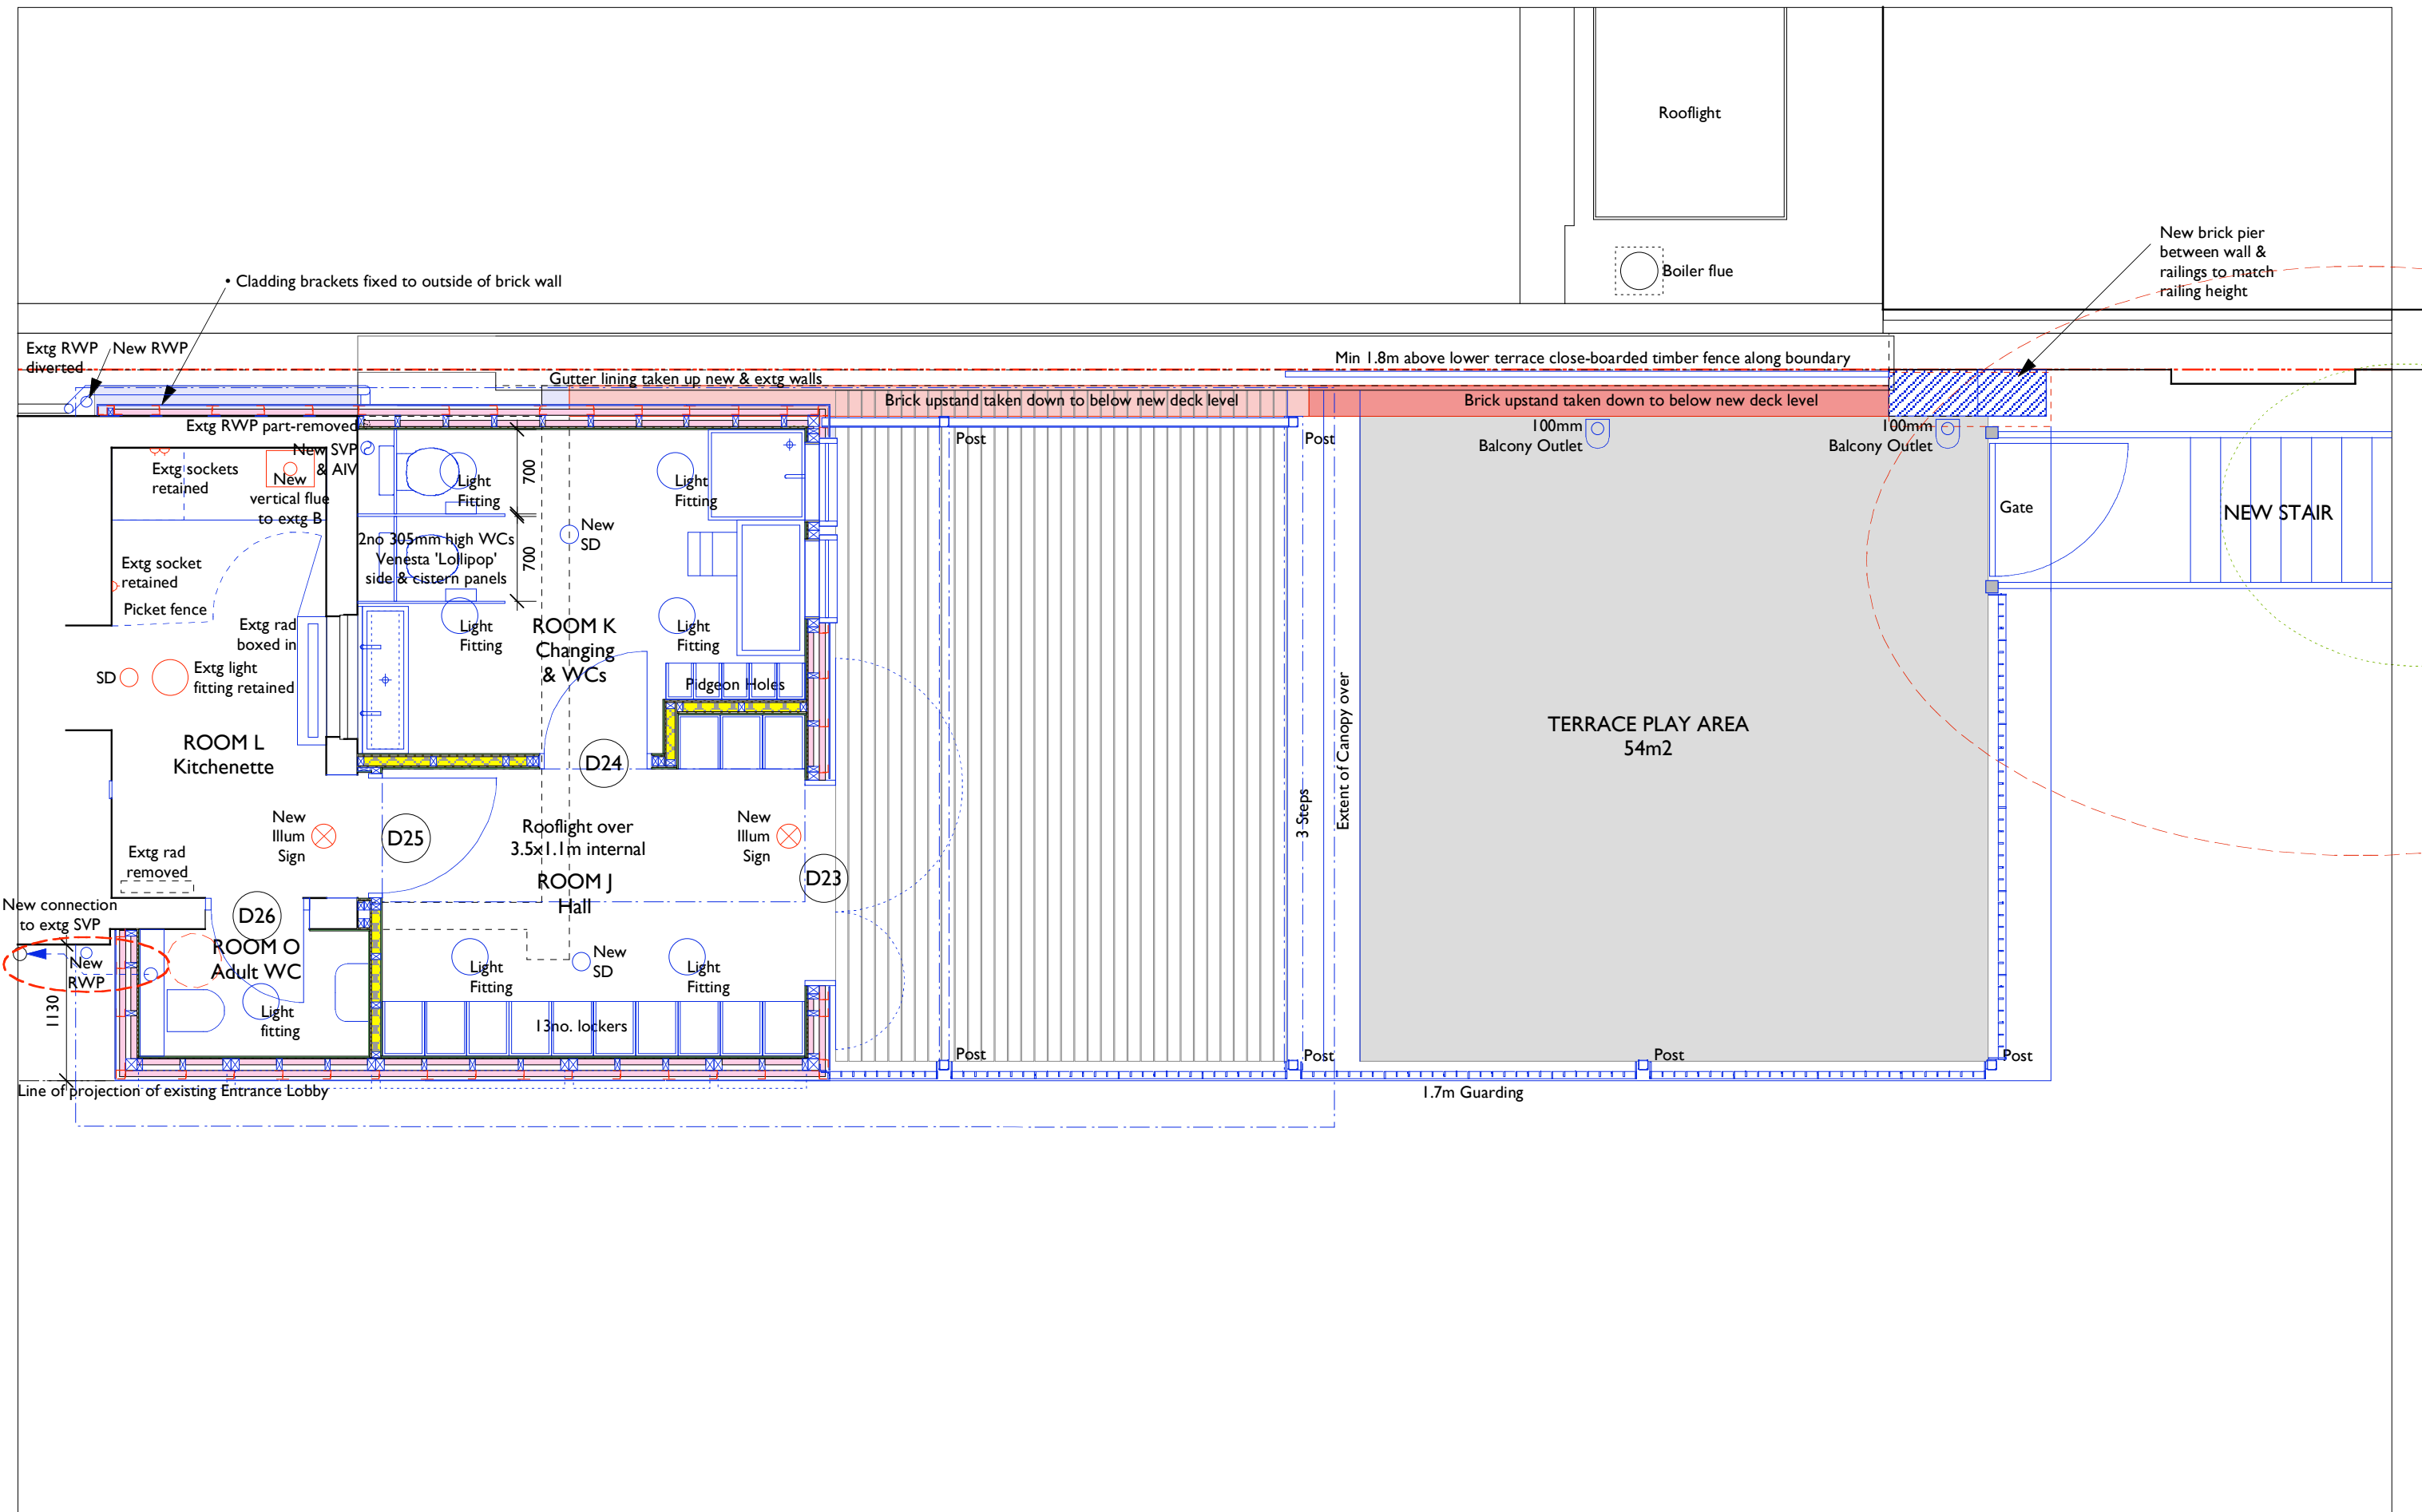 Rooflight
Boiler flue
New brick pier
between wall &
railings to match
railing height
• Cladding brackets fixed to outside of brick wall
Extg RWP
diverted
New RWP
Min 1.8m above lower terrace close-boarded timber fence along boundary
Gutter lining taken up new & extg walls
Brick upstand taken down to below new deck level
Brick upstand taken down to below new deck level
Extg RWP part-removed
New SVP
& AIV
Extg sockets
retained
New
vertical flue
to extg B
Light
Fitting
700
Light
Fitting
Post
Post
100mm
Balcony Outlet
100mm
Balcony Outlet
Gate
NEW STAIR
New
SD
2no 305mm high WCs
Venesta 'Lollipop'
side & cistern panels
700
Extg socket
retained
Picket fence
Extg rad
boxed in
Light
Fitting
ROOM K
Changing
& WCs
Light
Fitting
SD
Extg light
fitting retained
Pidgeon Holes
ROOM L
Kitchenette
D24
TERRACE PLAY AREA
54m2
3 Steps
Extent of Canopy over
New
Illum
Sign
D25
Rooflight over
3.5x1.1m internal
New
Illum
Sign
Extg rad
removed
ROOM J
Hall
D23
New connection
to extg SVP
D26
ROOM O
Adult WC
New
RWP
Light
Fitting
New
SD
Light
Fitting
1130
Light
fitting
13no. lockers
Post
Post
Post
Post
Line of projection of existing Entrance Lobby
1.7m Guarding